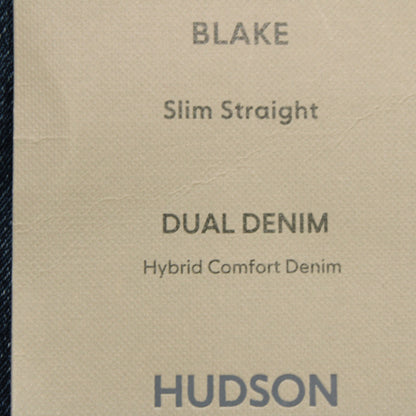 BLAKE
Slim Straight
DUAL DENIM
Hybrid Comfort Denim
HUDSON